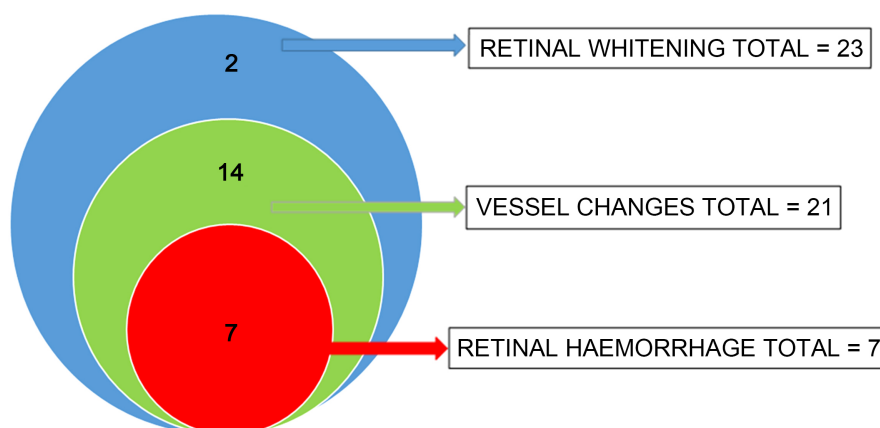 2
RETINAL WHITENING TOTAL = 23
14
VESSEL CHANGES TOTAL = 21
7
RETINAL HAEMORRHAGE TOTAL = 7